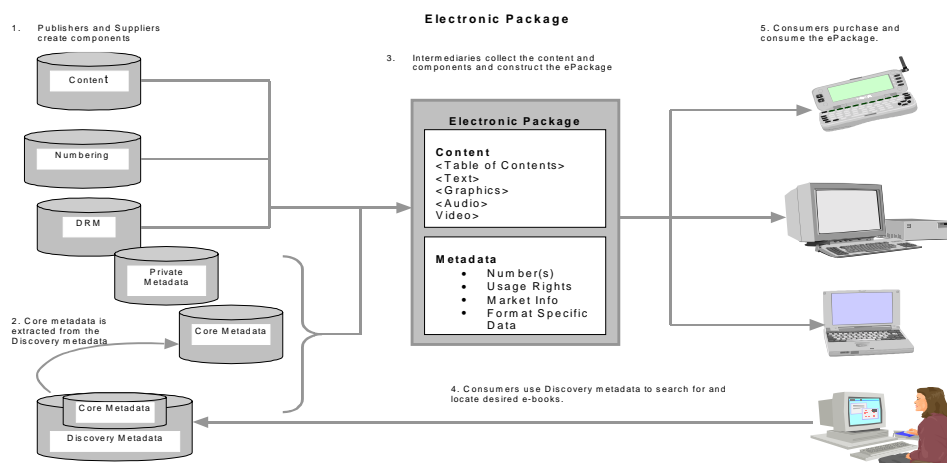 Electronic Package
1. Publishers and Suppliers
create components
Content
Numbering
DRM
Private
Metadata
2. Core metadata is
extracted from the
Discovery metadata
Core Metadata
Core Metadata
Discovery Metadata
3. Intermediaries collect the content and
components and construct the ePackage
Electronic Package
Content
<Table of Contents>
<Text>
<Graphics>
<Audio>
Video>
Metadata
• Number(s)
• Usage Rights
• Market Info
• Format Specific
Data
4. Consumers use Discovery metadata to search for and
locate desired e-books.
5. Consumers purchase and
consume the ePackage.